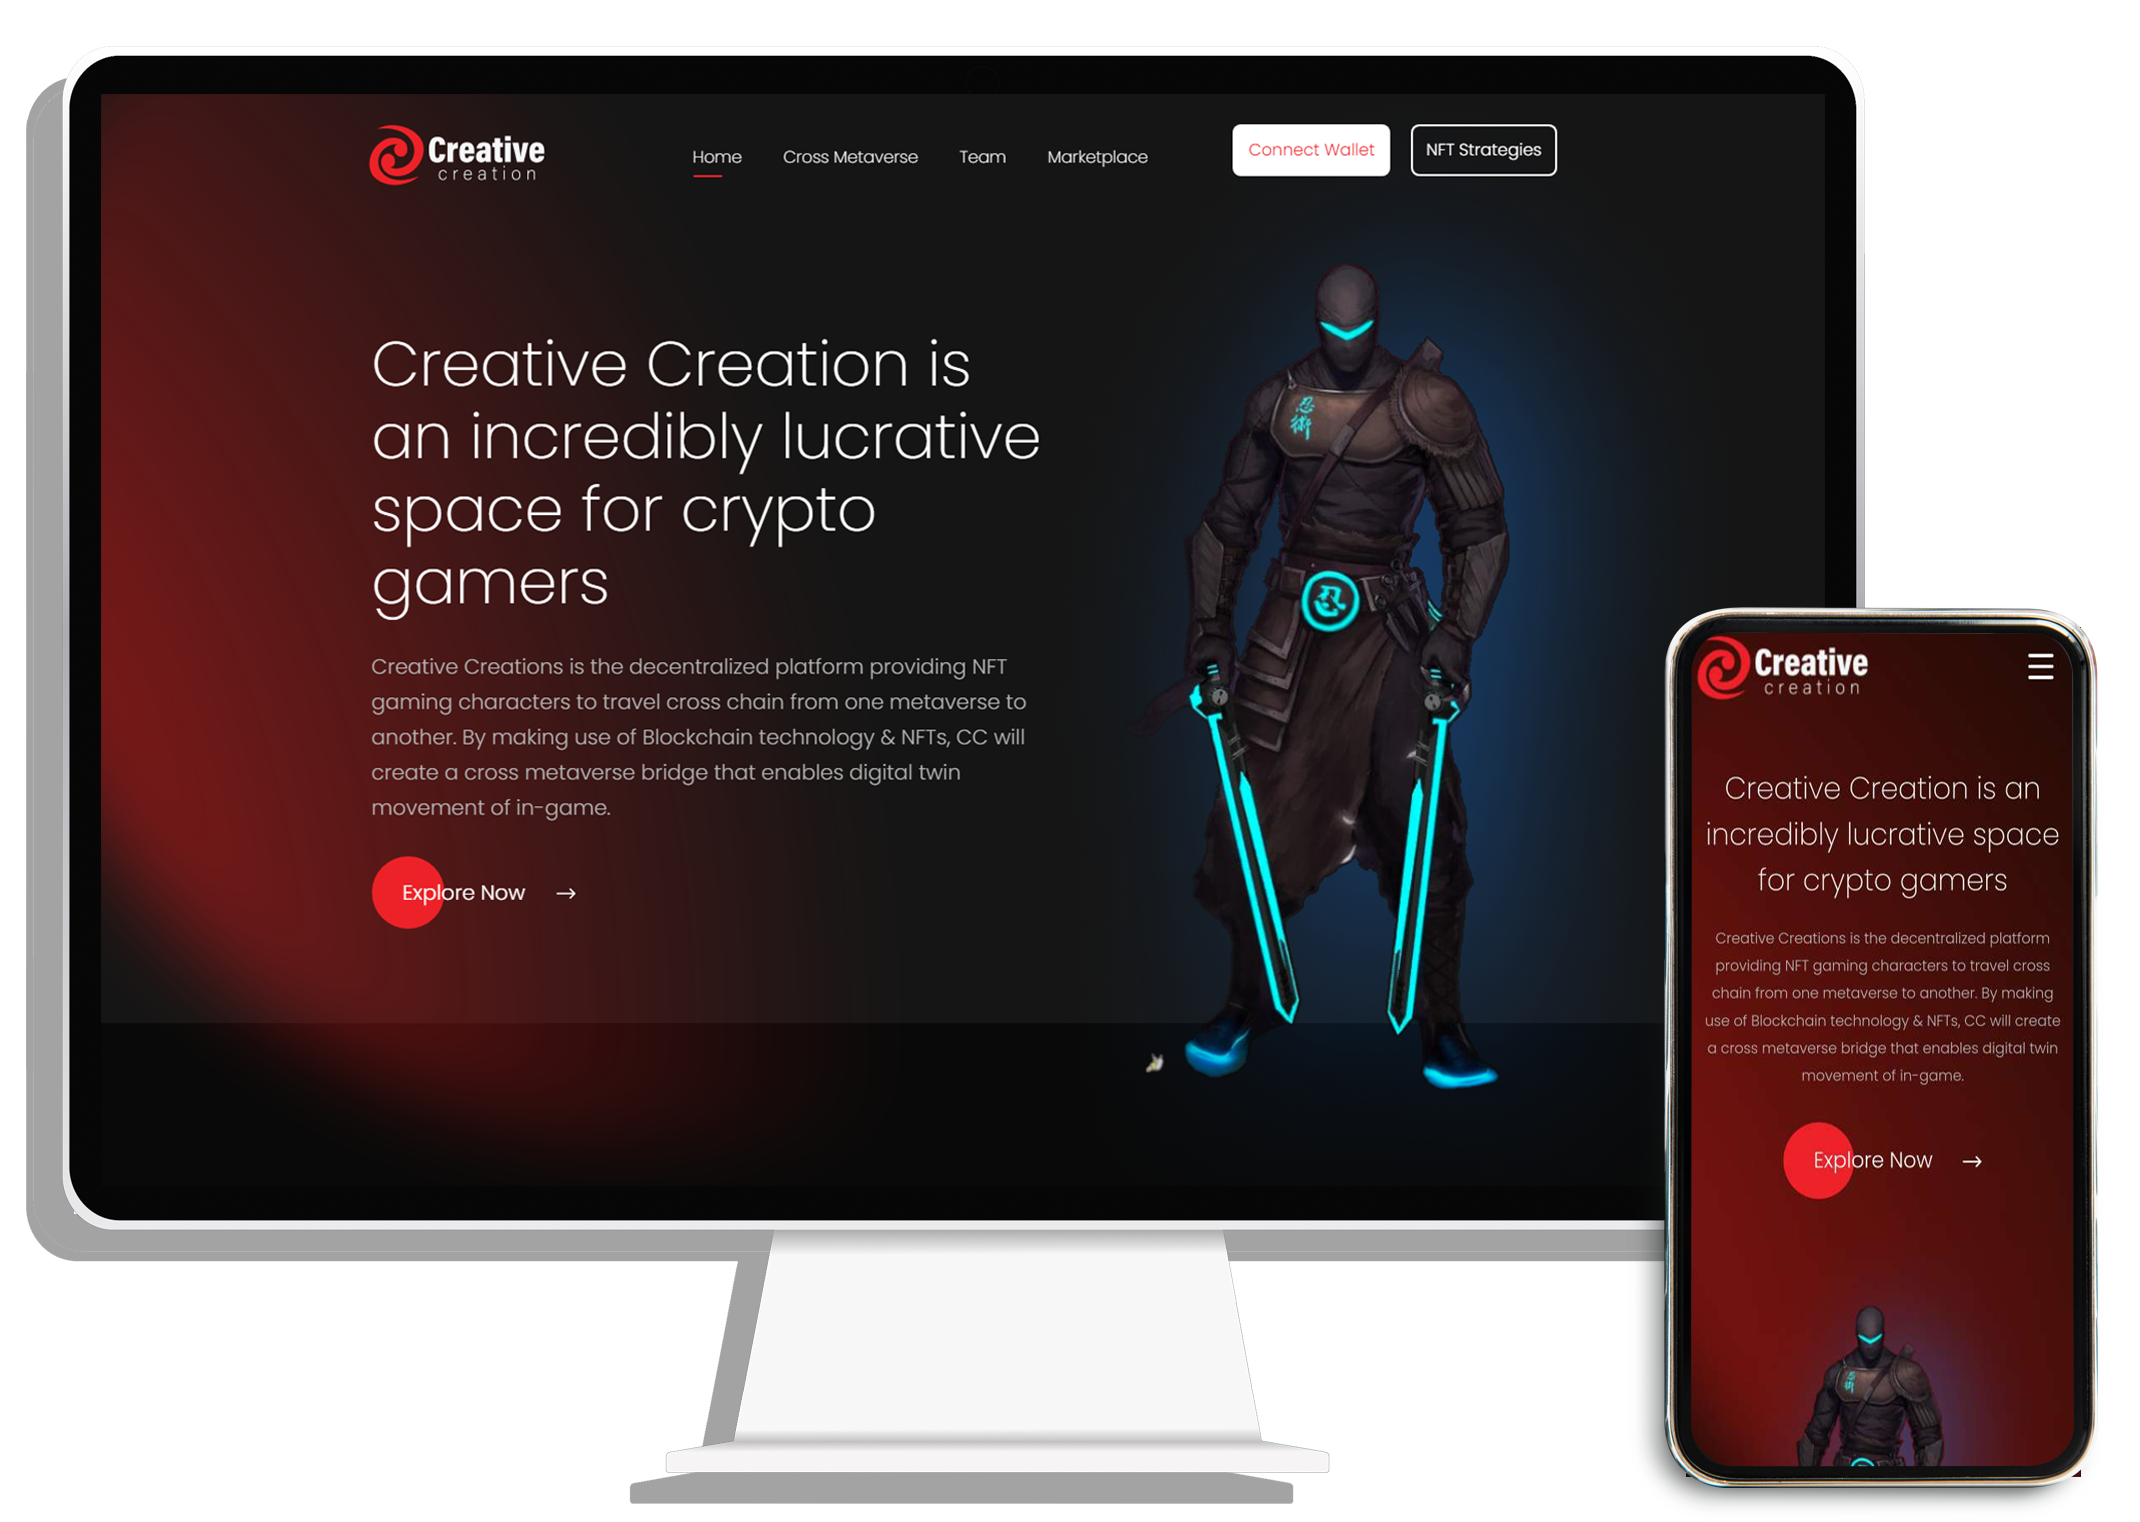 Creative
creation
Home Cross Metaverse Team Marketplace
Connect Wallet
NFT Strategies
Creative Creation is
an incredibly lucrative
space for crypto
gamers
Creative Creations is the decentralized platform providing NFT
gaming characters to travel cross chain from one metaverse to
another. By making use of Blockchain technology & NFTs, CC will
create a cross metaverse bridge that enables digital twin
movement of in-game.
Explore Now →
忍
術
忍
Creative
creation
Creative Creation is an
incredibly lucrative space
for crypto gamers
Creative Creations is the decentralized platform
providing NFT gaming characters to travel cross
chain from one metaverse to another. By making
use of Blockchain technology & NFTs, CC will create
a cross metaverse bridge that enables digital twin
movement of in-game.
Explore Now →
忍
術